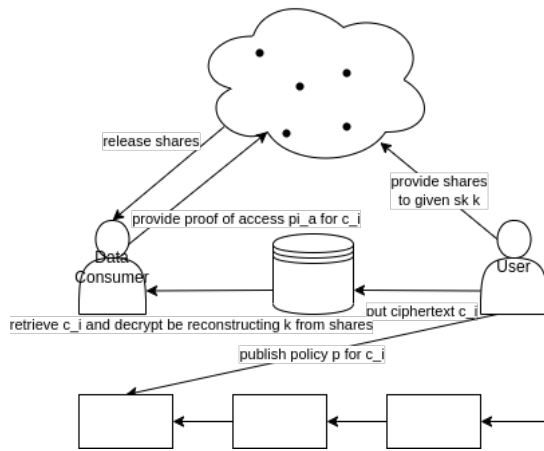 release shares
provide shares
to given sk k
provide proof of access pi_a for c_i
Data
Consumer
User
put ciphertext c_i
retrieve c_i and decrypt be reconstructing k from shares
publish policy p for c_i